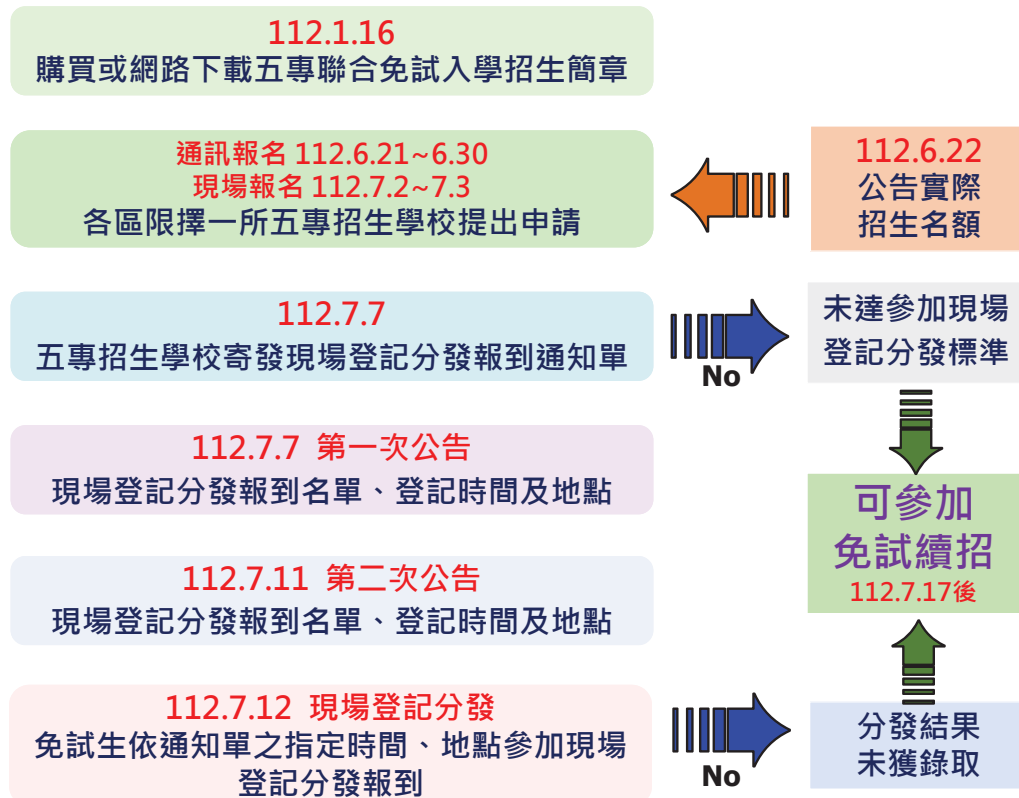 112.1.16
購買或網路下載五專聯合免試入學招生簡章
通訊報名 112.6.21~6.30
現場報名 112.7.2~7.3
各區限擇一所五專招生學校提出申請
112.6.22
公告實際
招生名額
112.7.7
五專招生學校寄發現場登記分發報到通知單
No
未達參加現場
登記分發標準
112.7.7 第一次公告
現場登記分發報到名單、登記時間及地點
可參加
免試續招
112.7.17後
112.7.11 第二次公告
現場登記分發報到名單、登記時間及地點
112.7.12 現場登記分發
免試生依通知單之指定時間、地點參加現場
登記分發報到
No
分發結果
未獲錄取